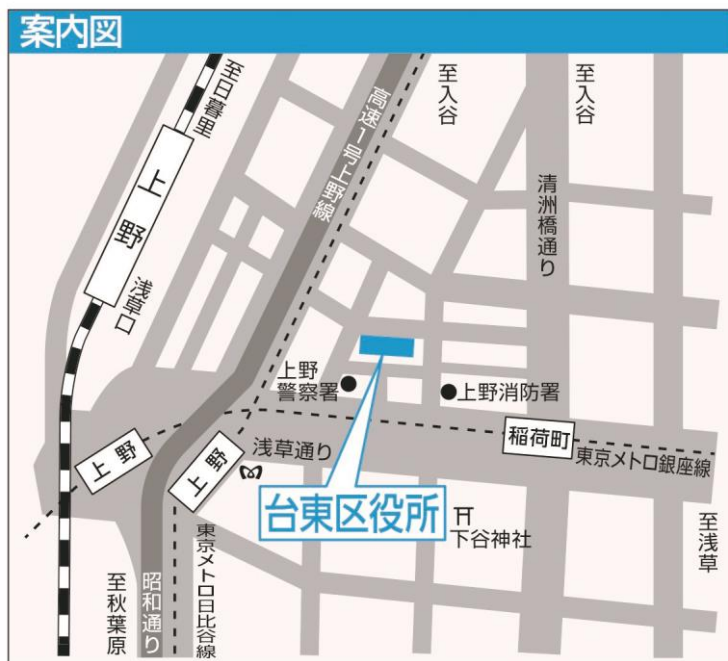 案内図
至日暮里
上野
浅草口
高速1号上野線
至入谷
至入谷
清洲橋通り
上野
警察署
上野消防署
稲荷町
東京メトロ銀座線
浅草通り
上野
上野
台東区役所
下谷神社
至浅草
至秋葉原
昭和通り
東京メトロ日比谷線